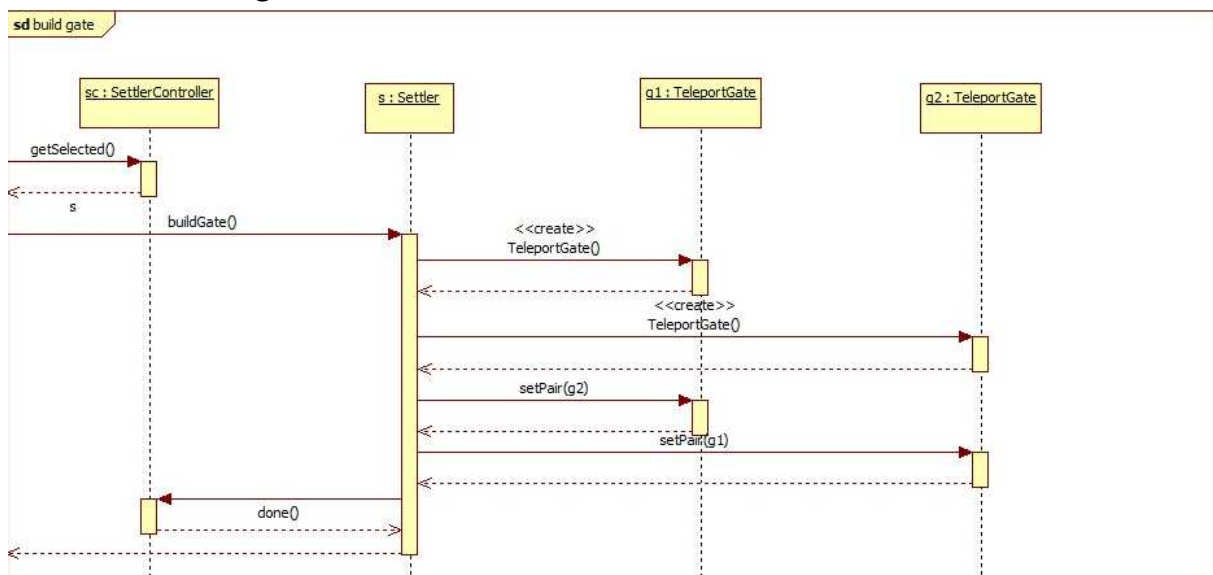 sd build gate
sc : SettlerController
s : Settler
g1 : TeleportGate
g2 : TeleportGate
getSelected()
s
buildGate()
<<create>>
TeleportGate()
<<create>>
TeleportGate()
setPair(g2)
setPair(g1)
done()